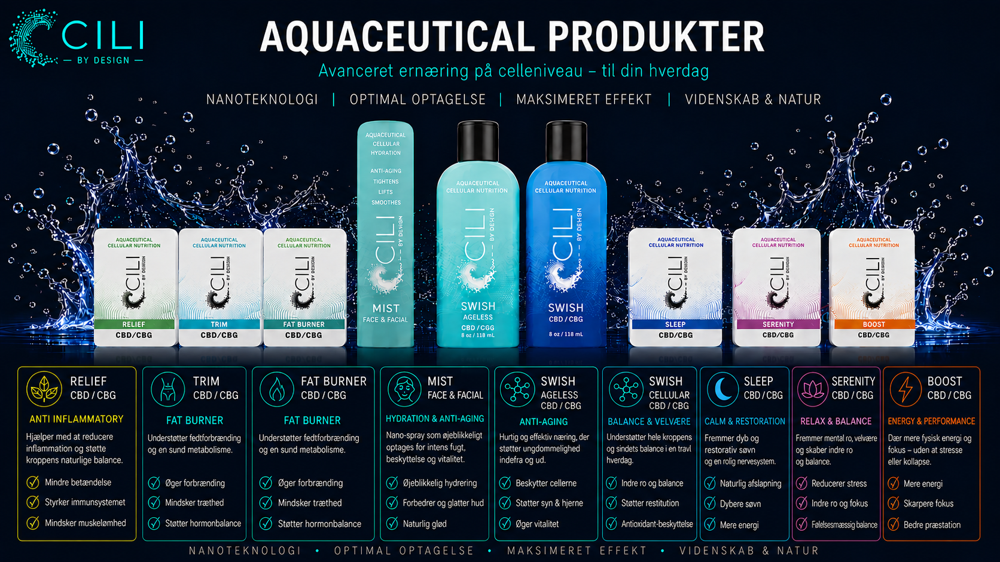 CILI
BY DESIGN
AQUACEUTICAL PRODUKTER
Avanceret ernæring på celleniveau – til din hverdag
NANOTEKNOLOGI | OPTIMAL OPTAGELSE | MAKSIMERET EFFEKT | VIDENSKAB & NATUR
AQUACEUTICAL
CELLULAR NUTRITION
CILI
BY DESIGN
RELIEF
CBD/CBG
AQUACEUTICAL
CELLULAR NUTRITION
CILI
BY DESIGN
TRIM
CBD/CBG
AQUACEUTICAL
CELLULAR NUTRITION
CILI
BY DESIGN
FAT BURNER
CBD/CBG
AQUACEUTICAL
CELLULAR
HYDRATION
ANTI-AGING
TIGHTENS
LIFTS
SMOOTHES
CILI
BY DESIGN
MIST
FACE & FACIAL
AQUACEUTICAL
CELLULAR NUTRITION
CILI
BY DESIGN
SWISH
AGELESS
CBD / CGG
8 oz / 118 mL
AQUACEUTICAL
CELLULAR NUTRITION
CILI
BY DESIGN
SWISH
CBD / CBG
8 oz / 118 mL
AQUACEUTICAL
CELLULAR NUTRITION
CILI
BY DESIGN
SLEEP
CBD/CBG
AQUACEUTICAL
CELLULAR NUTRITION
CILI
BY DESIGN
SERENITY
CBD/CBG
AQUACEUTICAL
CELLULAR NUTRITION
CILI
BY DESIGN
BOOST
CBD/CBG
RELIEF
CBD / CBG
ANTI INFLAMMATORY
Hjælper med at reducere
inflammation og støtte
kroppens naturlige balance.
Mindre betændelse
Styrker immunsystemet
Mindsker muskelømhed
TRIM
CBD / CBG
FAT BURNER
Understøtter fedtforbrænding
og en sund metabolisme.
Øger forbrænding
Mindsker træthed
Støtter hormonbalance
FAT BURNER
CBD / CBG
FAT BURNER
Understøtter fedtforbrænding
og en sund metabolisme.
Øger forbrænding
Mindsker træthed
Støtter hormonbalance
MIST
FACE & FACIAL
HYDRATION & ANTI-AGING
Nano-spray som øjeblikkeligt
optages for intens fugt,
beskyttelse og vitalitet.
Øjeblikkelig hydrering
Forbedrer og glatter hud
Naturlig glød
SWISH
AGELESS
CBD / CBG
ANTI-AGING
Hurtig og effektiv næring, der
støtter ungdommelighed
indefra og ud.
Beskytter cellerne
Støtter syn & hjerne
Øger vitalitet
SWISH
CELLULAR
CBD / CBG
BALANCE & VELVÆRE
Understøtter hele kroppens
og sindets balance i en travl
hverdag.
Indre ro og balance
Støtter restitution
Antioxidant-beskyttelse
SLEEP
CBD / CBG
CALM & RESTORATION
Fremmer dyb og
restorativ søvn
og en rolig nervesystem.
Naturlig afslapning
Dybere søvn
Mere energi
SERENITY
CBD / CBG
RELAX & BALANCE
Fremmer mental ro, velvære
og skaber indre ro
og balance.
Reducerer stress
Indre ro og fokus
Følelsesmæssig balance
BOOST
CBD / CBG
ENERGY & PERFORMANCE
Dær mere fysisk energi og
fokus – uden at stresse
eller kollapse.
Mere energi
Skarpere fokus
Bedre præstation
NANOTEKNOLOGI • OPTIMAL OPTAGELSE • MAKSIMERET EFFEKT • VIDENSKAB & NATUR